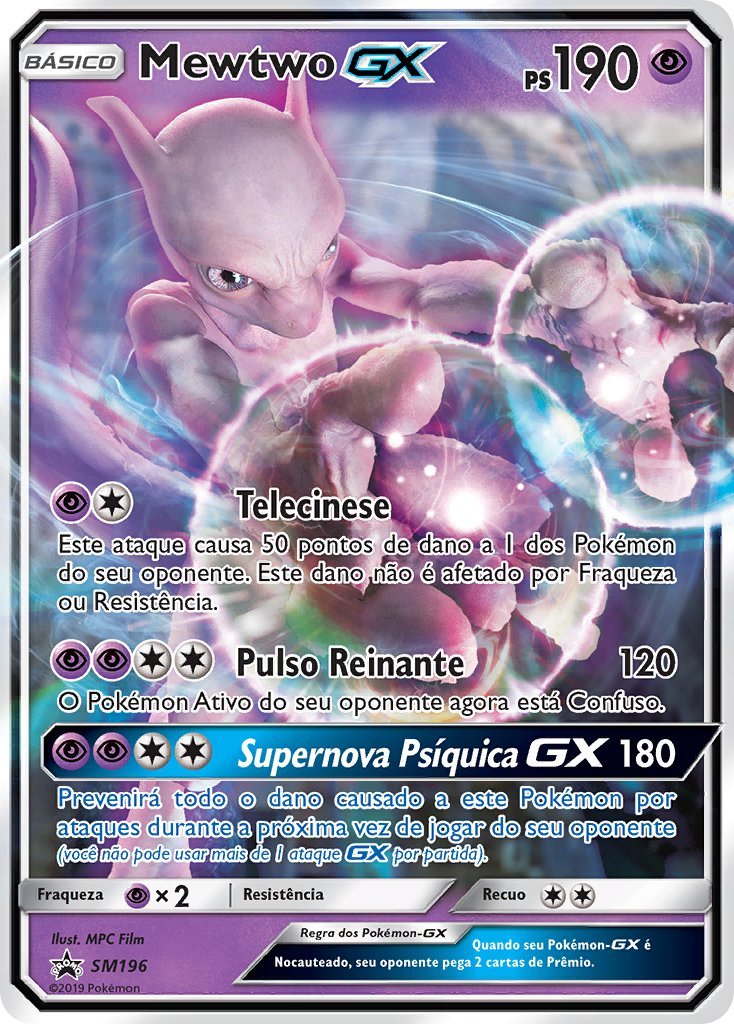 BÁSICO Mewtwo GX PS190
Telecinese
Este ataque causa 50 pontos de dano a 1 dos Pokémon
do seu oponente. Este dano não é afetado por Fraqueza
ou Resistência.
Pulso Reinante 120
O Pokémon Ativo do seu oponente agora está Confuso.
Supernova Psíquica GX 180
Prevenirá todo o dano causado a este Pokémon por
ataques durante a próxima vez de jogar do seu oponente
(você não pode usar mais de 1 ataque GX por partida).
Fraqueza ×2 Resistência Recuo
Ilust. MPC Film
Regra dos Pokémon-GX
Quando seu Pokémon-GX é
Nocauteado, seu oponente pega 2 cartas de Prêmio.
PROMO SM196
©2019 Pokémon